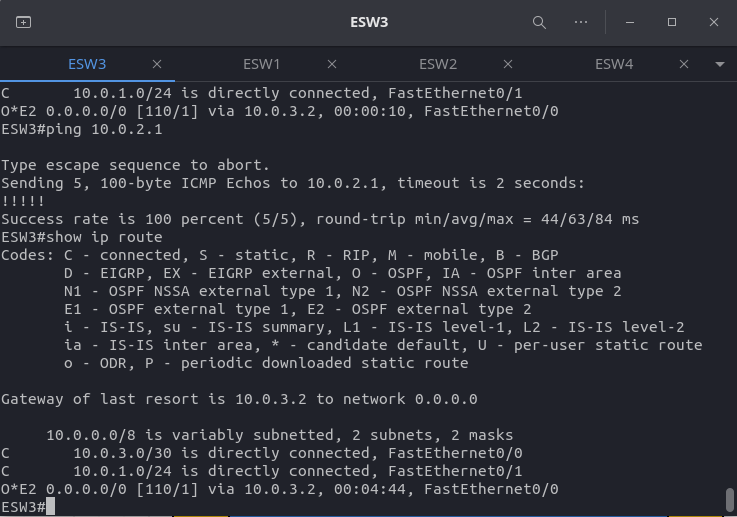 ESW3
ESW3 ESW1 ESW2 ESW4
C       10.0.1.0/24 is directly connected, FastEthernet0/1
O*E2 0.0.0.0/0 [110/1] via 10.0.3.2, 00:00:10, FastEthernet0/0
ESW3#ping 10.0.2.1

Type escape sequence to abort.
Sending 5, 100-byte ICMP Echos to 10.0.2.1, timeout is 2 seconds:
!!!!!
Success rate is 100 percent (5/5), round-trip min/avg/max = 44/63/84 ms
ESW3#show ip route
Codes: C - connected, S - static, R - RIP, M - mobile, B - BGP
       D - EIGRP, EX - EIGRP external, O - OSPF, IA - OSPF inter area
       N1 - OSPF NSSA external type 1, N2 - OSPF NSSA external type 2
       E1 - OSPF external type 1, E2 - OSPF external type 2
       i - IS-IS, su - IS-IS summary, L1 - IS-IS level-1, L2 - IS-IS level-2
       ia - IS-IS inter area, * - candidate default, U - per-user static route
       o - ODR, P - periodic downloaded static route

Gateway of last resort is 10.0.3.2 to network 0.0.0.0

     10.0.0.0/8 is variably subnetted, 2 subnets, 2 masks
C       10.0.3.0/30 is directly connected, FastEthernet0/0
C       10.0.1.0/24 is directly connected, FastEthernet0/1
O*E2 0.0.0.0/0 [110/1] via 10.0.3.2, 00:04:44, FastEthernet0/0
ESW3#